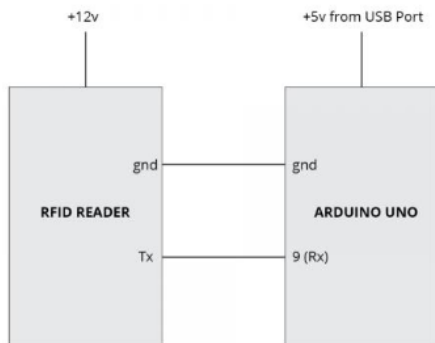 +12v
+5v from USB Port
gnd
gnd
RFID READER
ARDUINO UNO
Tx
9 (Rx)